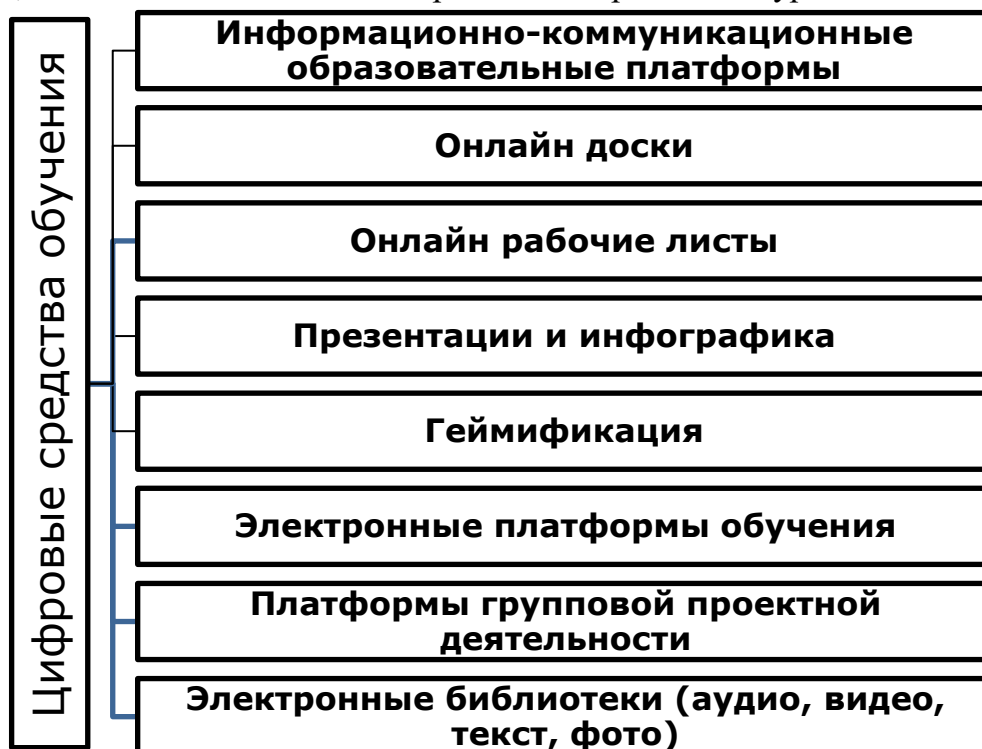 Цифровые средства обучения
Информационно-коммуникационные
образовательные платформы
Онлайн доски
Онлайн рабочие листы
Презентации и инфографика
Геймификация
Электронные платформы обучения
Платформы групповой проектной
деятельности
Электронные библиотеки (аудио, видео,
текст, фото)